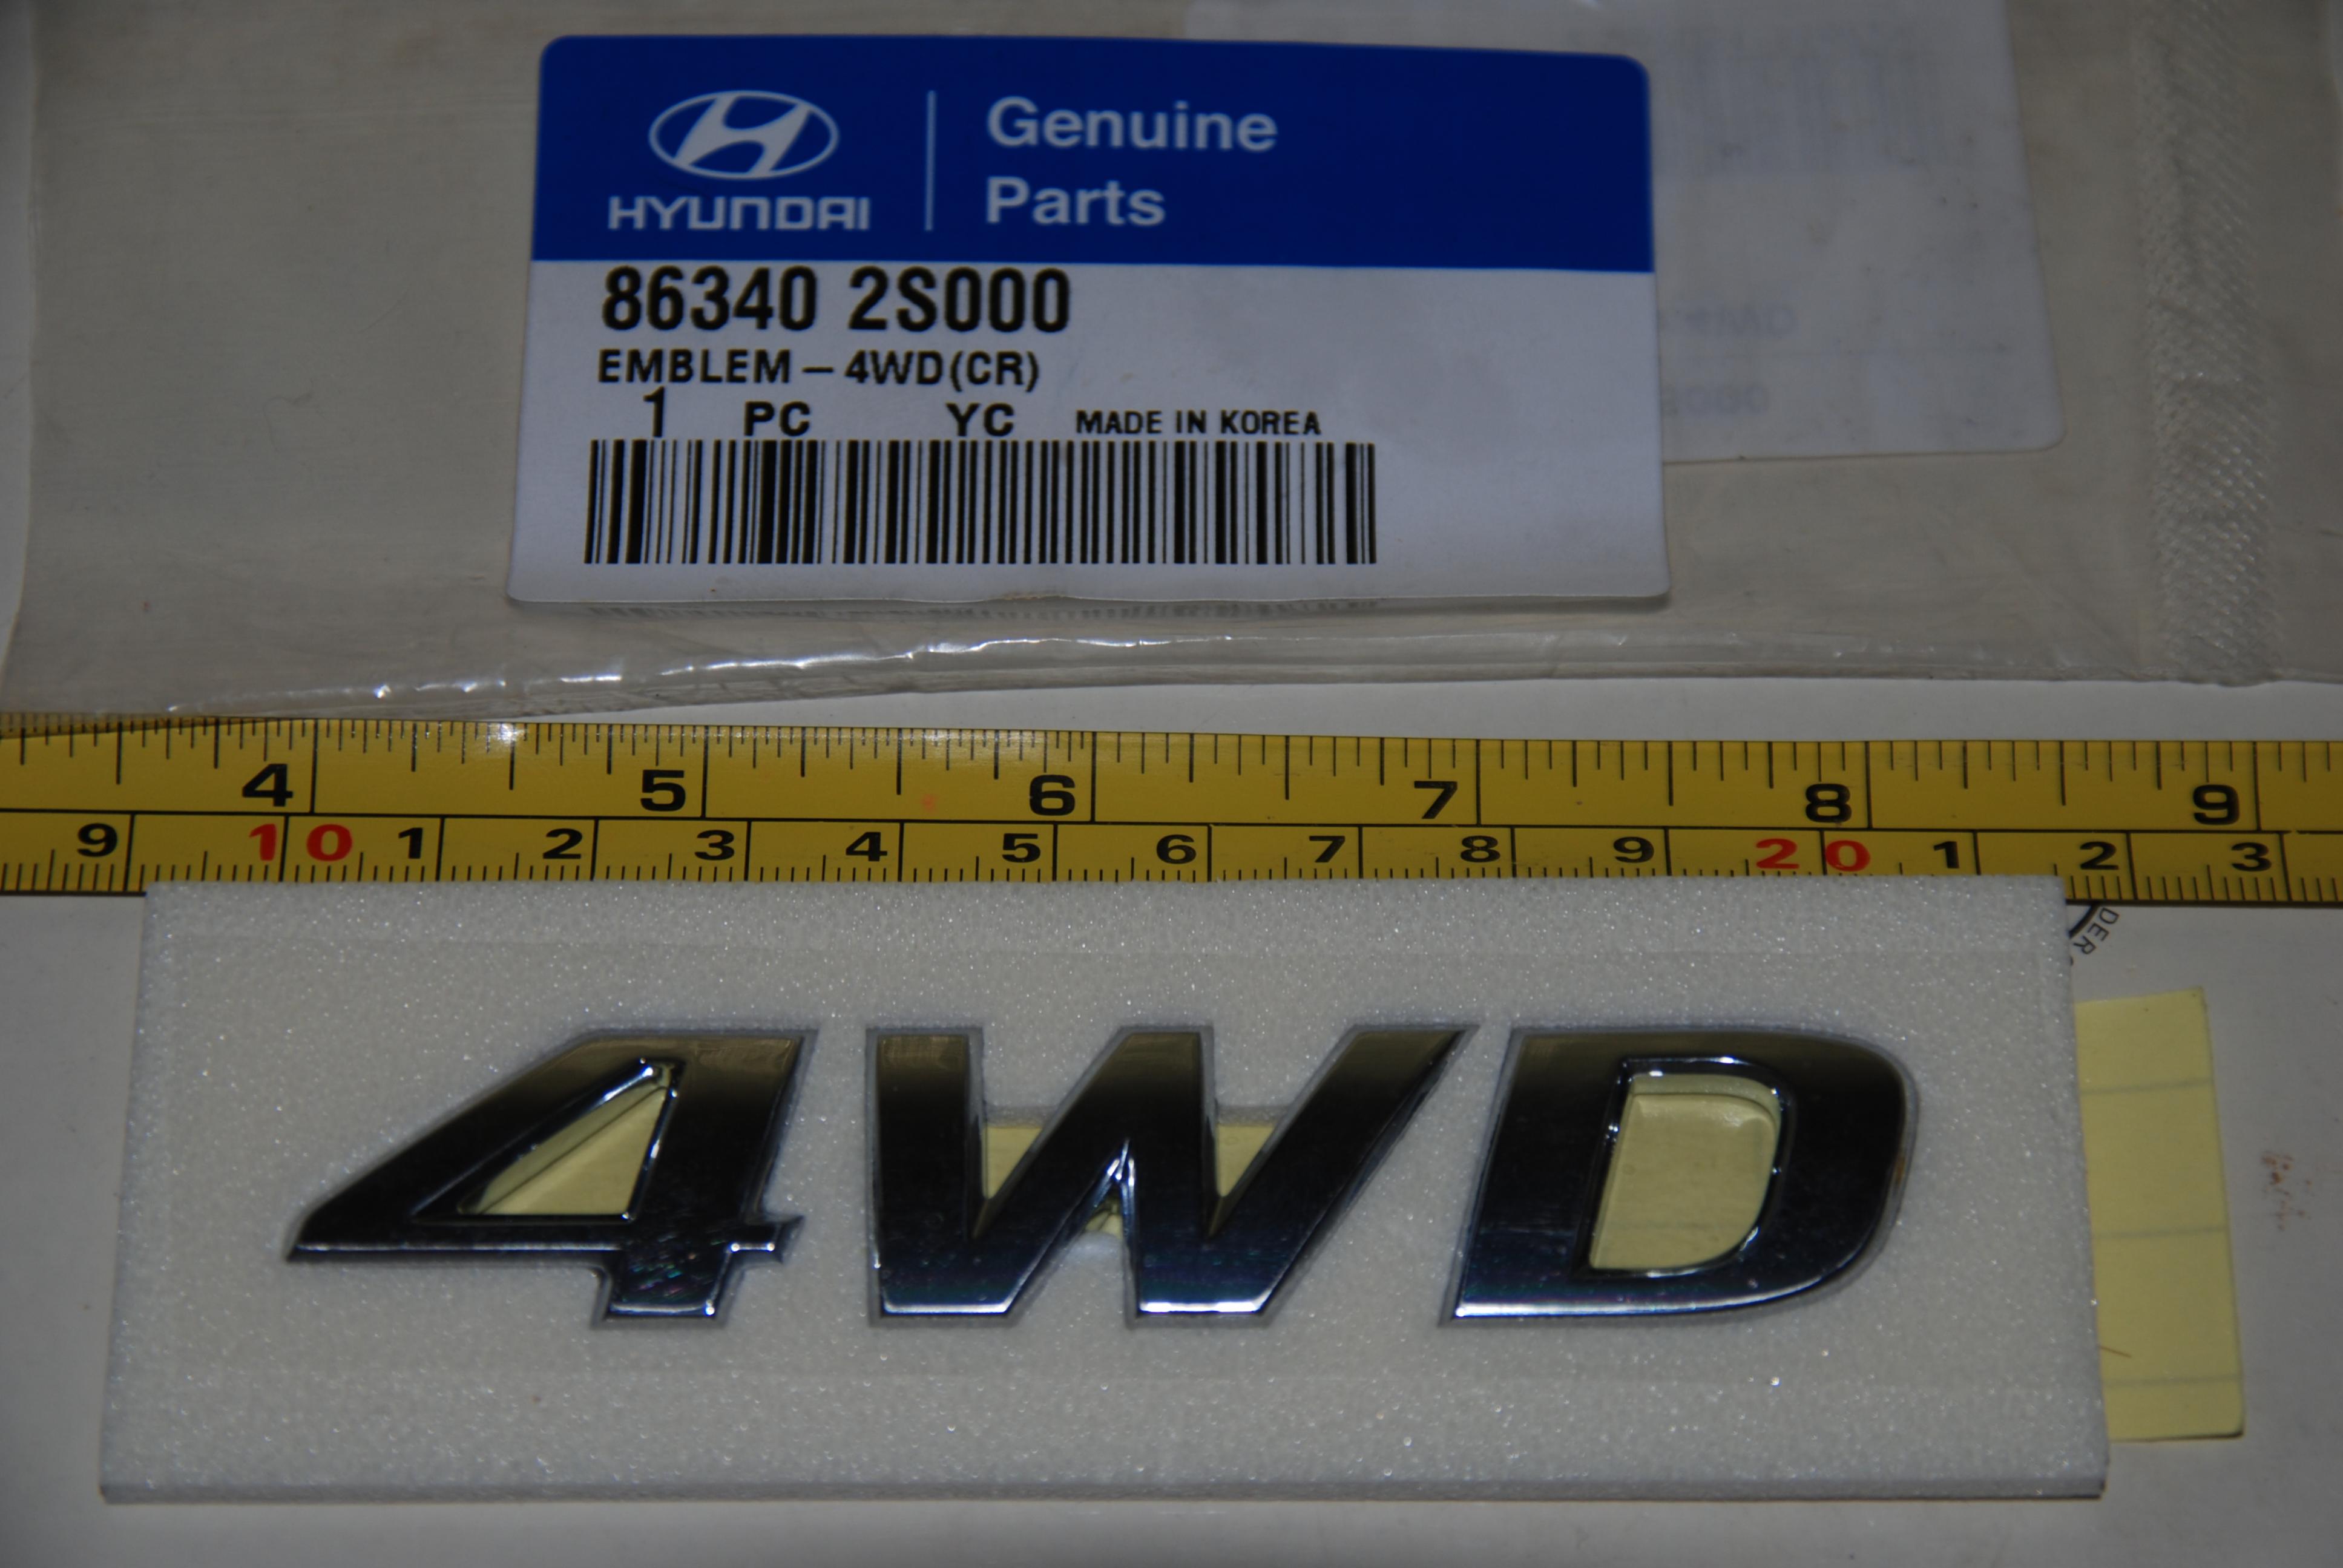 HYUNDAI
Genuine
Parts
86340 2S000
EMBLEM-4WD(CR)
1 PC YC MADE IN KOREA
4 5 6 7 8 9
9 10 1 2 3 4 5 6 7 8 9 20 1 2 3
DER
4WD